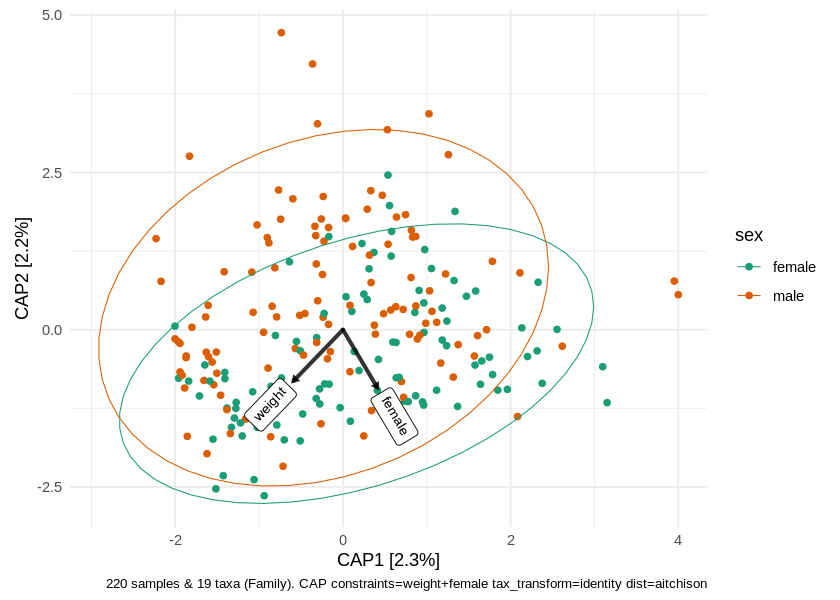 5.0
2.5
0.0
-2.5
CAP2 [2.2%]
weight
female
-2
0
2
4
CAP1 [2.3%]
sex
female
male
220 samples & 19 taxa (Family). CAP constraints=weight+female tax_transform=identity dist=aitchison